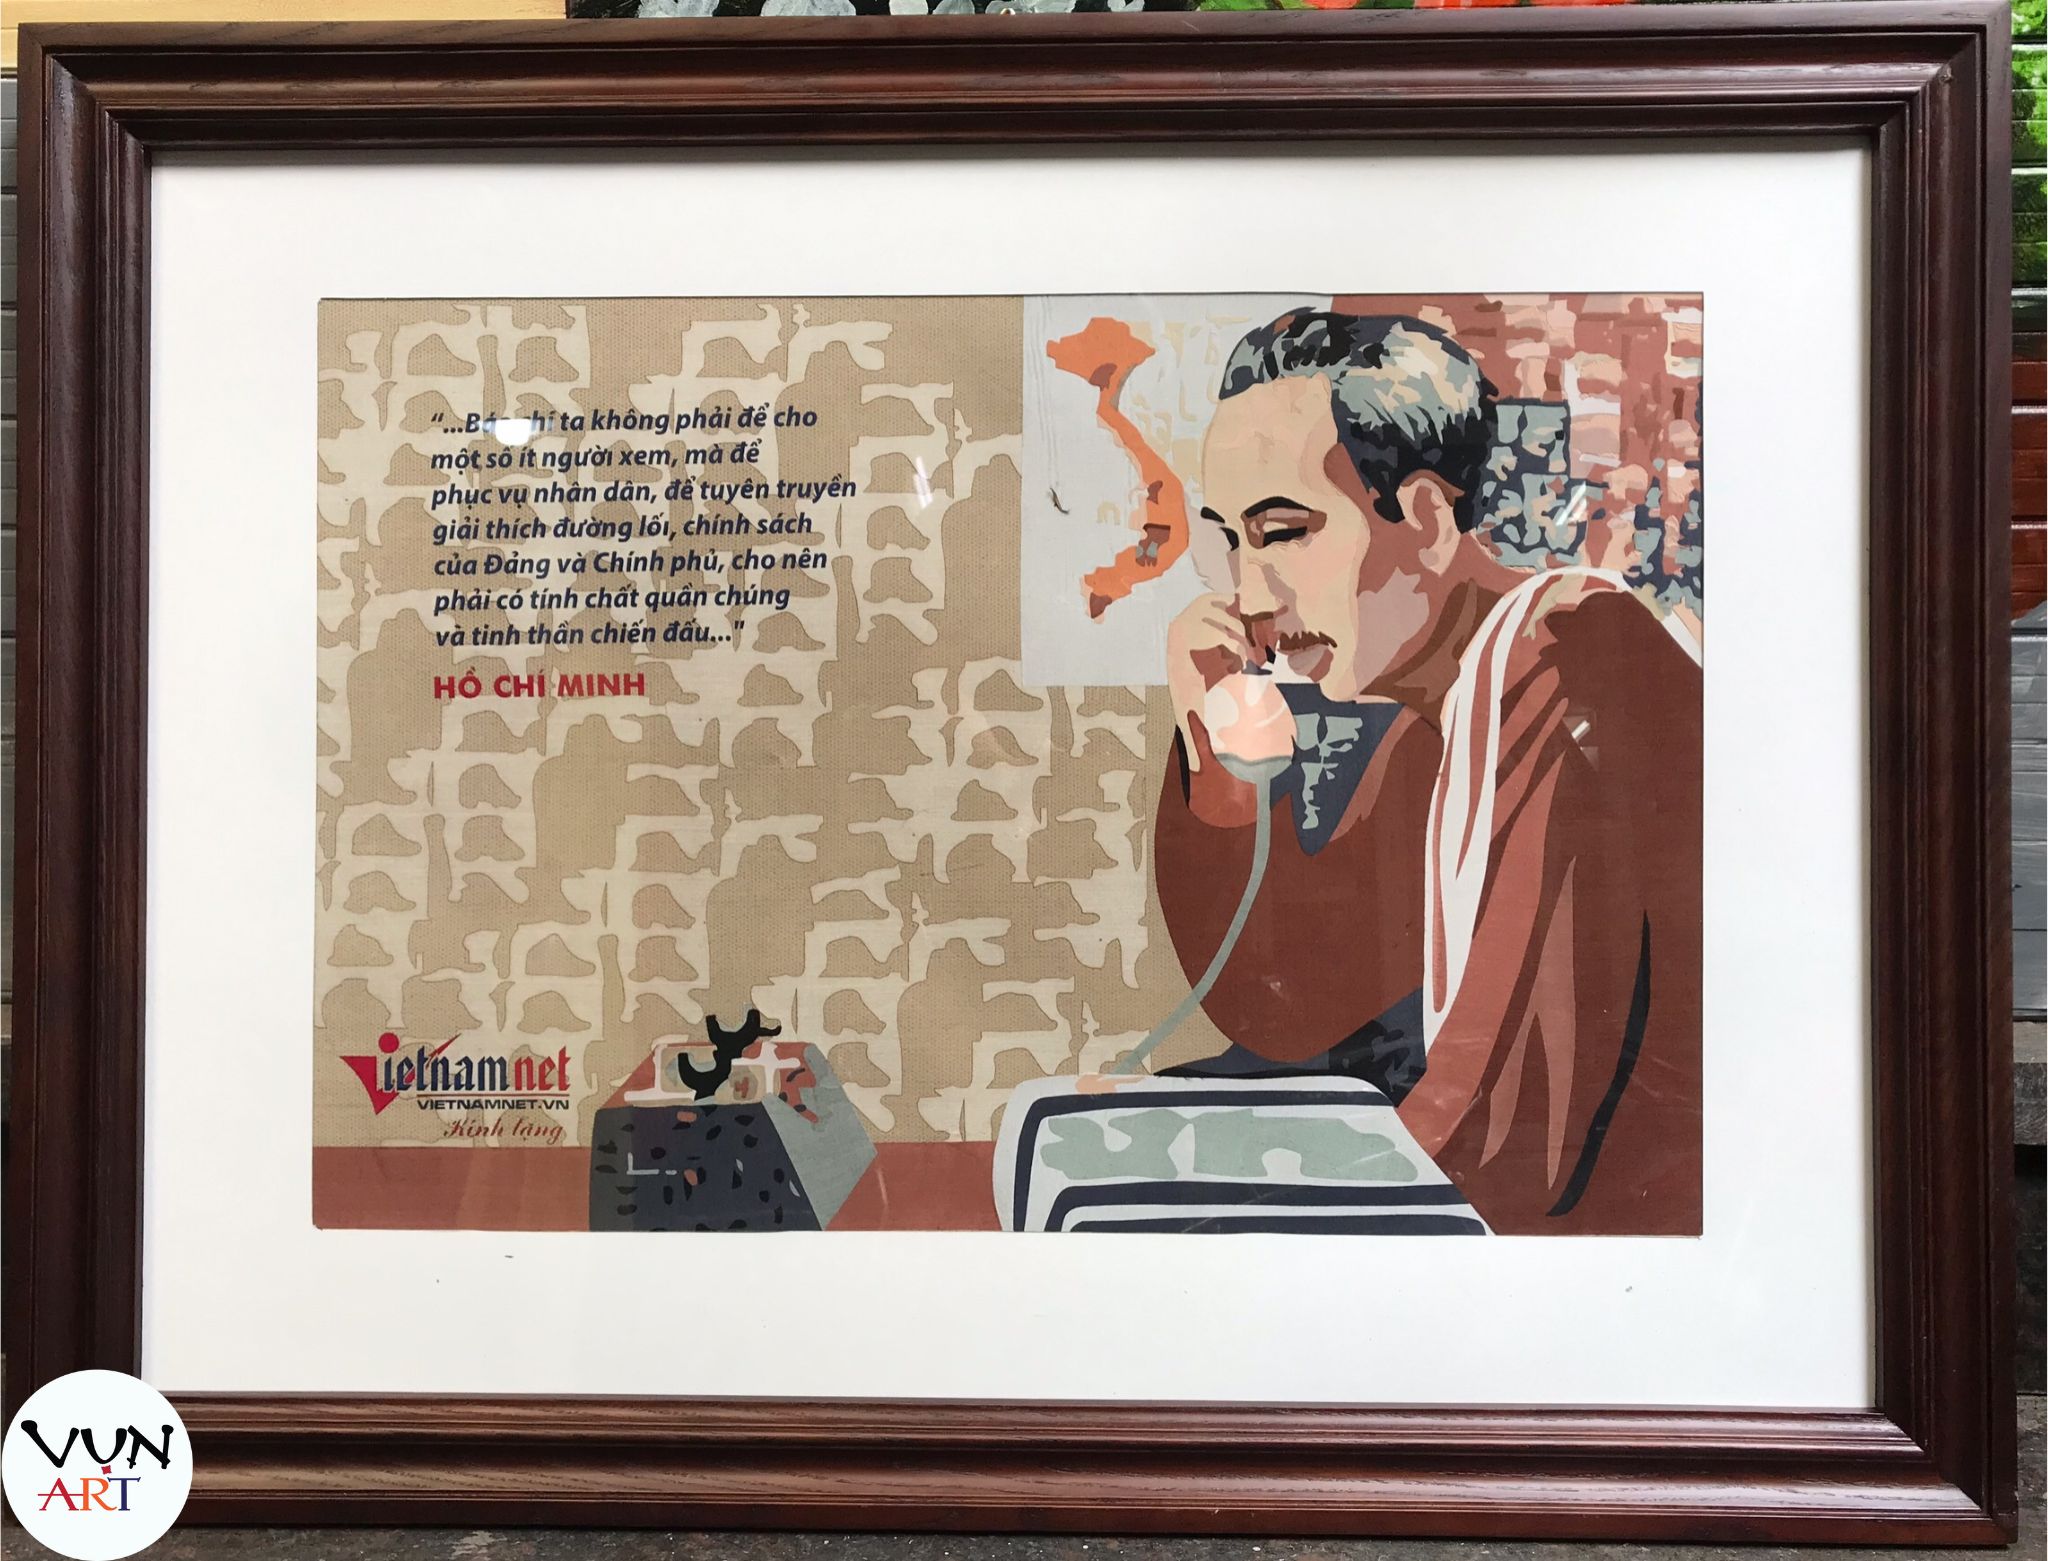 “...Báo chí ta không phải để cho
một số ít người xem, mà để
phục vụ nhân dân, để tuyên truyền
giải thích đường lối, chính sách
của Đảng và Chính phủ, cho nên
phải có tính chất quần chúng
và tinh thần chiến đấu..."
HỒ CHÍ MINH
Vietnamnet
VIETNAMNET.VN
Kính tặng
VỤN
ART